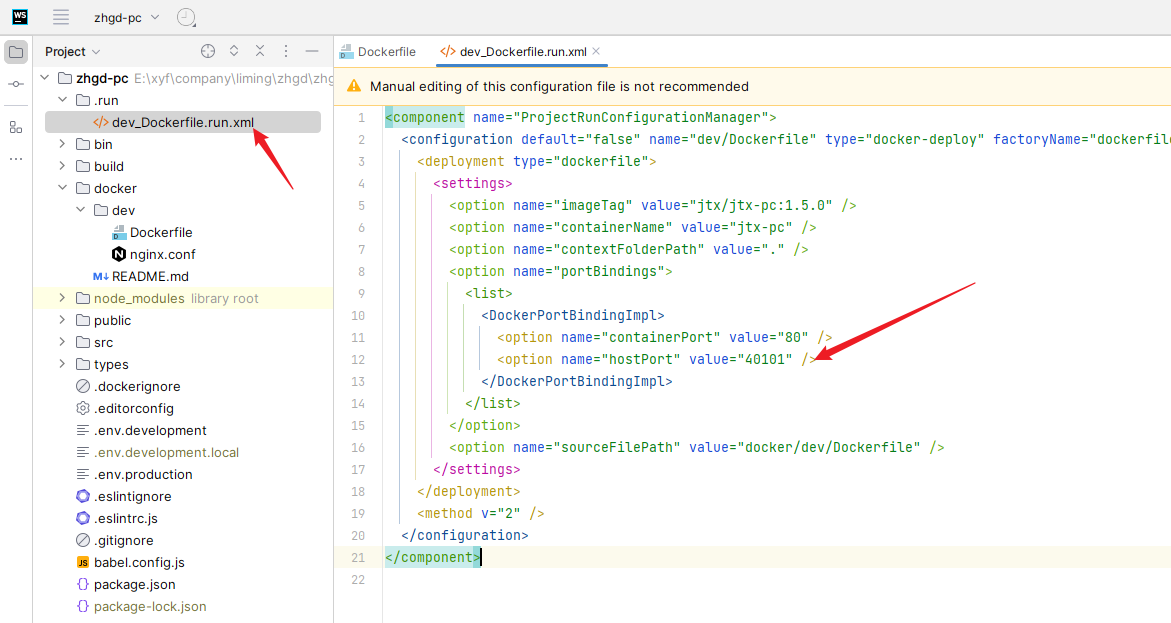 WS
zhgd-pc
Project
Dockerfile
dev_Dockerfile.run.xml
zhgd-pc E:\xyf\company\liming\zhgd\zhg
.run
dev_Dockerfile.run.xml
bin
build
docker
dev
Dockerfile
nginx.conf
README.md
node_modules library root
public
src
types
.dockerignore
.editorconfig
.env.development
.env.development.local
.env.production
.eslintignore
.eslintrc.js
.gitignore
babel.config.js
package.json
package-lock.json
Manual editing of this configuration file is not recommended
1 <component name="ProjectRunConfigurationManager">
2 <configuration default="false" name="dev/Dockerfile" type="docker-deploy" factoryName="dockerfile
3 <deployment type="dockerfile">
4 <settings>
5 <option name="imageTag" value="jtx/jtx-pc:1.5.0" />
6 <option name="containerName" value="jtx-pc" />
7 <option name="contextFolderPath" value="." />
8 <option name="portBindings">
9 <list>
10 <DockerPortBindingImpl>
11 <option name="containerPort" value="80" />
12 <option name="hostPort" value="40101" />
13 </DockerPortBindingImpl>
14 </list>
15 </option>
16 <option name="sourceFilePath" value="docker/dev/Dockerfile" />
17 </settings>
18 </deployment>
19 <method v="2" />
20 </configuration>
21 </component>
22